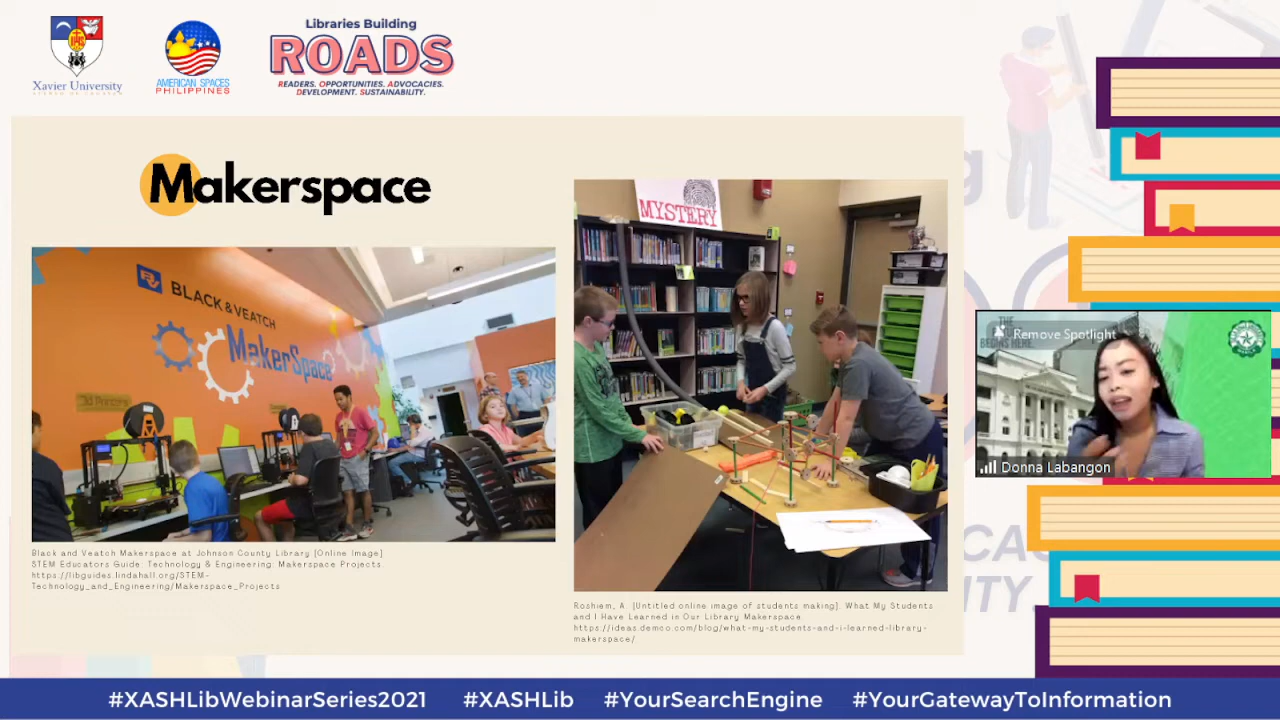 Xavier University
AMERICAN SPACES
PHILIPPINES
Libraries Building
ROADS
READERS. OPPORTUNITIES. ADVOCACIES.
DEVELOPMENT. SUSTAINABILITY.
Makerspace
BLACK & VEATCH
MakerSpace
3d Printing
MYSTERY
Black and Veatch Makerspace at Johnson County Library [Online Image]
STEM Educators Guide: Technology & Engineering: Makerspace Projects
https://libguides.lindahall.org/STEM-
Technology_and_Engineering/Makerspace_Projects
Roshiem, A. [Untitled online image of students making]. What My Students
and I Have Learned in Our Library Makerspace
https://ideas.demco.com/blog/what-my-students-and-i-learned-library-
makerspace/
Remove Spotlight
Donna Labangon
#XASHLibWebinarSeries2021 #XASHLib #YourSearchEngine #YourGatewayToInformation